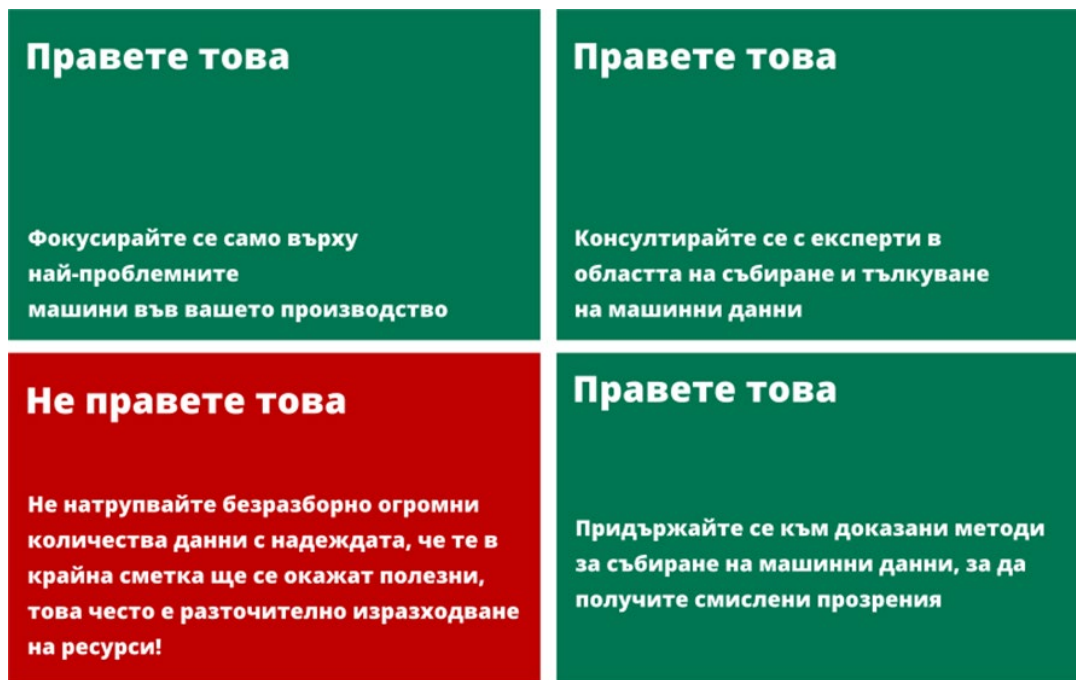 Правете това
Фокусирайте се само върху
най-проблемните
машини във вашето производство
Правете това
Консултирайте се с експерти в
областта на събиране и тълкуване
на машинни данни
Не правете това
Не натрупвайте безразборно огромни
количества данни с надеждата, че те в
крайна сметка ще се окажат полезни,
това често е разточително изразходване
на ресурси!
Правете това
Придържайте се към доказани методи
за събиране на машинни данни, за да
получите смислени прозрения